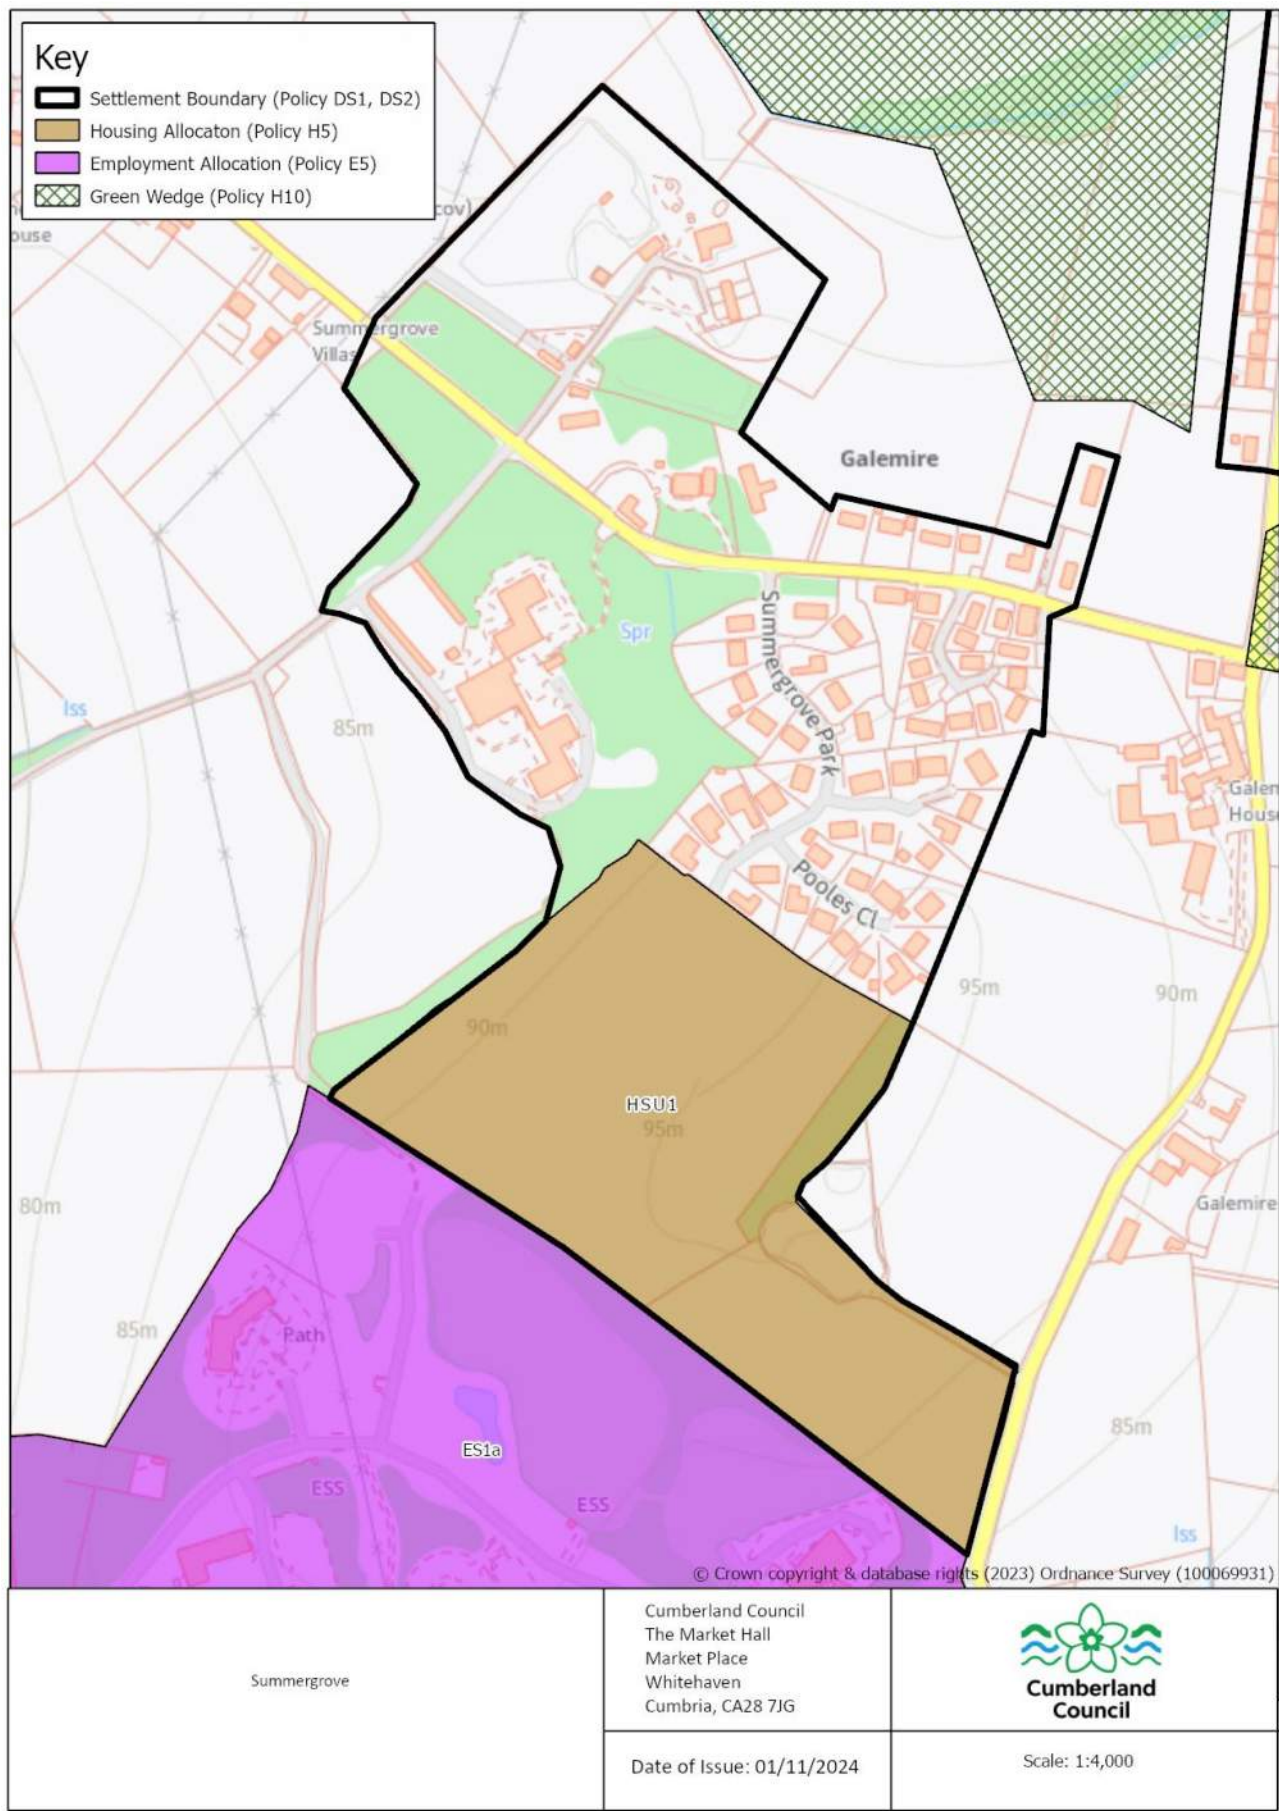 Key
Settlement Boundary (Policy DS1, DS2)
Housing Allocaton (Policy H5)
Employment Allocation (Policy E5)
Green Wedge (Policy H10)
cov)
ouse
Summergrove
Villas
Galemire
Summergrove Park
Spr
Iss
85m
Galem
House
Pooles Cl
95m
90m
90m
HSU1
95m
80m
Galemire
85m
Path
85m
ES1a
ESS
ESS
Iss
© Crown copyright & database rights (2023) Ordnance Survey (100069931)
Summergrove
Cumberland Council
The Market Hall
Market Place
Whitehaven
Cumbria, CA28 7JG
Cumberland
Council
Date of Issue: 01/11/2024
Scale: 1:4,000